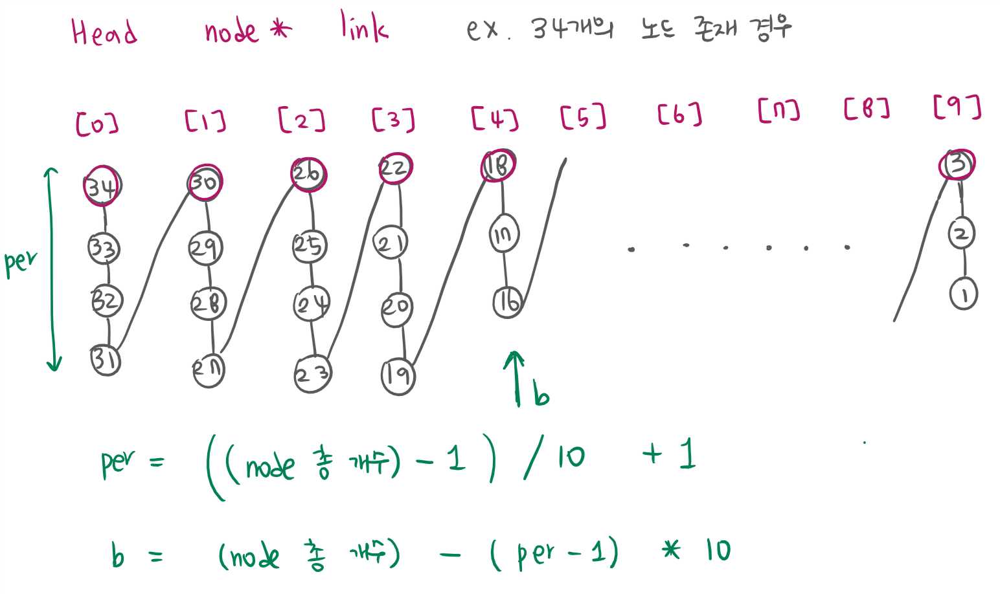 Head node * link ex. 34개의 노드 존재 경우
[0] [1] [2] [3] [4] [5] [6] [7] [8] [9]
34 30 26 22 18 3
33 29 25 21 17 2
per
32 28 24 20 16 1
31 27 23 19
b
per = ((node 총 개수) - 1) / 10 + 1
b = (node 총 개수) - (per - 1) * 10